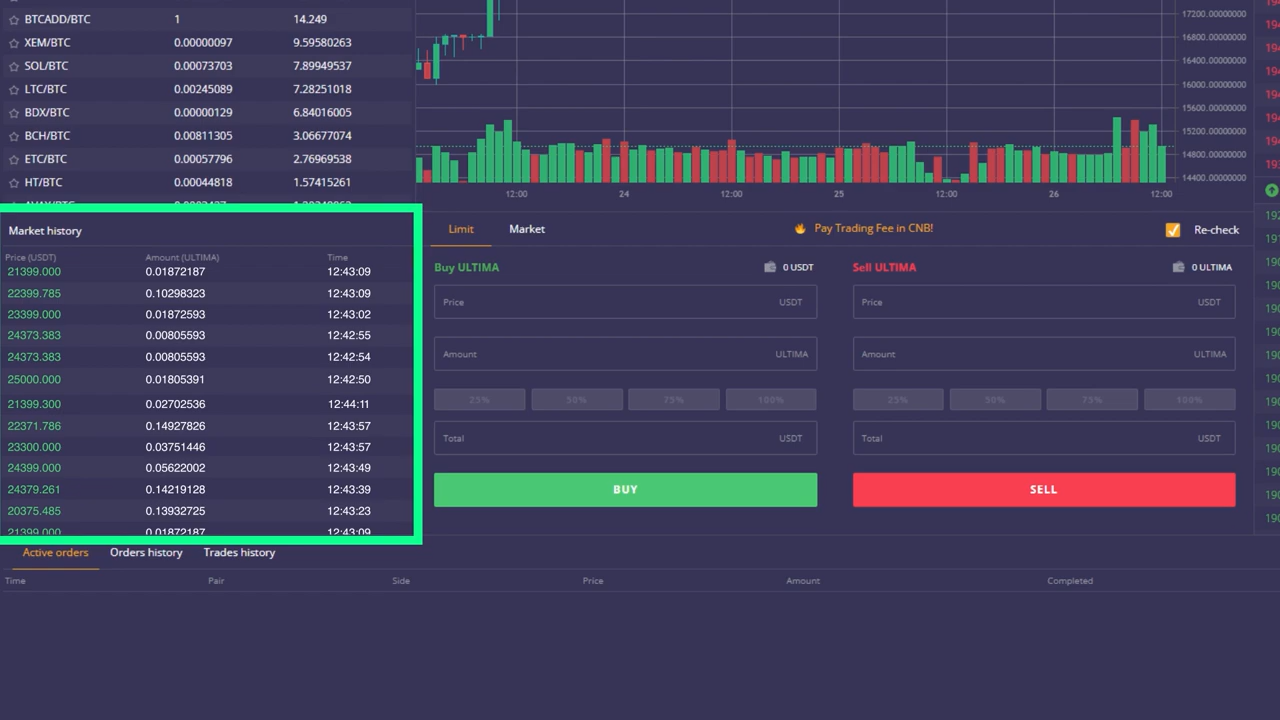 BTCADD/BTC 1 14.249
XEM/BTC 0.00000097 9.59580263
SOL/BTC 0.00073703 7.89949537
LTC/BTC 0.00245089 7.28251018
BDX/BTC 0.00000129 6.84016005
BCH/BTC 0.00811305 3.06677074
ETC/BTC 0.00057796 2.76969538
HT/BTC 0.00044818 1.57415261
17200.00000000
16800.00000000
16400.00000000
16000.00000000
15600.00000000
15200.00000000
14800.00000000
14400.00000000
12:00 24 12:00 25 12:00 26 12:00
Market history
Price (USDT) Amount (ULTIMA) Time
21399.000 0.01872187 12:43:09
22399.785 0.10298323 12:43:09
23399.000 0.01872593 12:43:02
24373.383 0.00805593 12:42:55
24373.383 0.00805593 12:42:54
25000.000 0.01805391 12:42:50
21399.300 0.02702536 12:44:11
22371.786 0.14927826 12:43:57
23300.000 0.03751446 12:43:57
24399.000 0.05622002 12:43:49
24379.261 0.14219128 12:43:39
20375.485 0.13932725 12:43:23
21399.000 0.01872187 12:43:09
Limit Market Pay Trading Fee in CNB! Re-check
Buy ULTIMA 0 USDT Sell ULTIMA 0 ULTIMA
Price USDT Price USDT
Amount ULTIMA Amount ULTIMA
25% 50% 75% 100% 25% 50% 75% 100%
Total USDT Total USDT
BUY SELL
Active orders Orders history Trades history
Time Pair Side Price Amount Completed